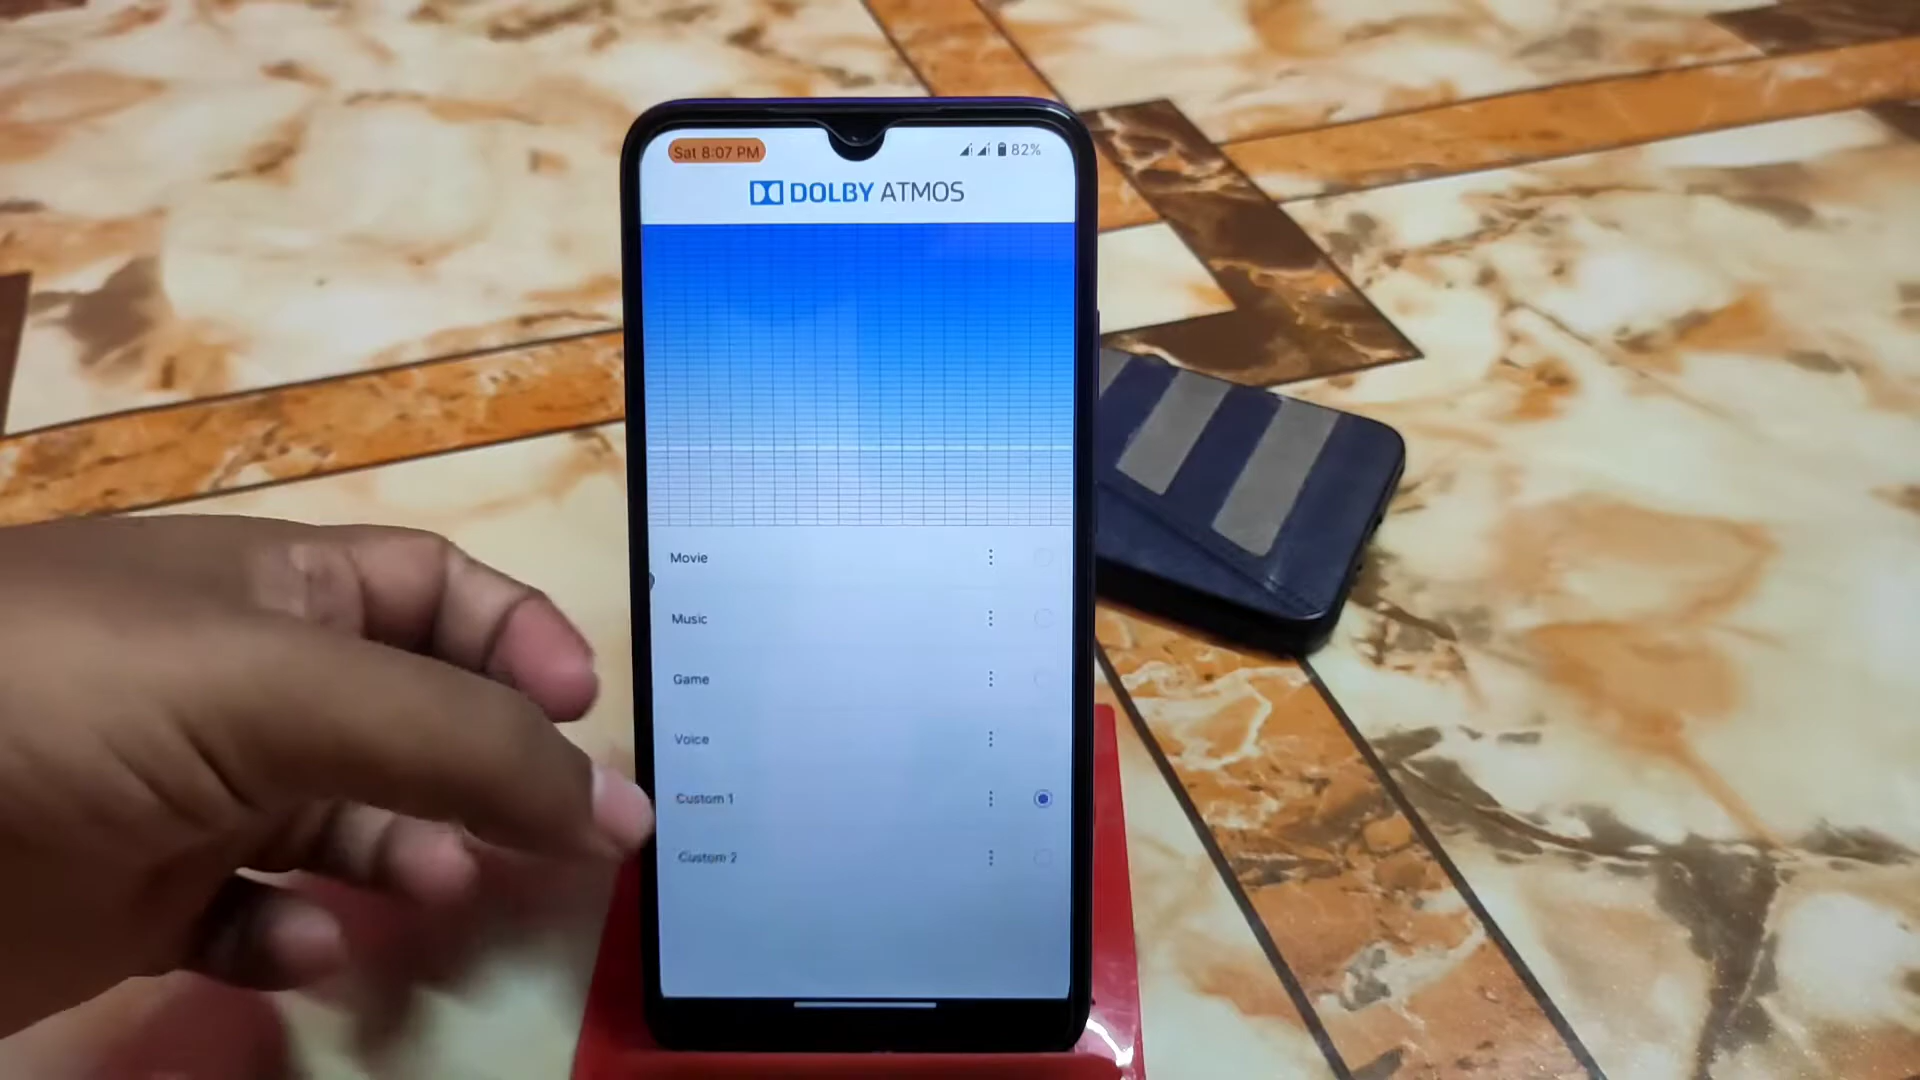 Sat 8:07 PM
82%
DOLBY ATMOS
Movie
Music
Game
Voice
Custom 1
Custom 2